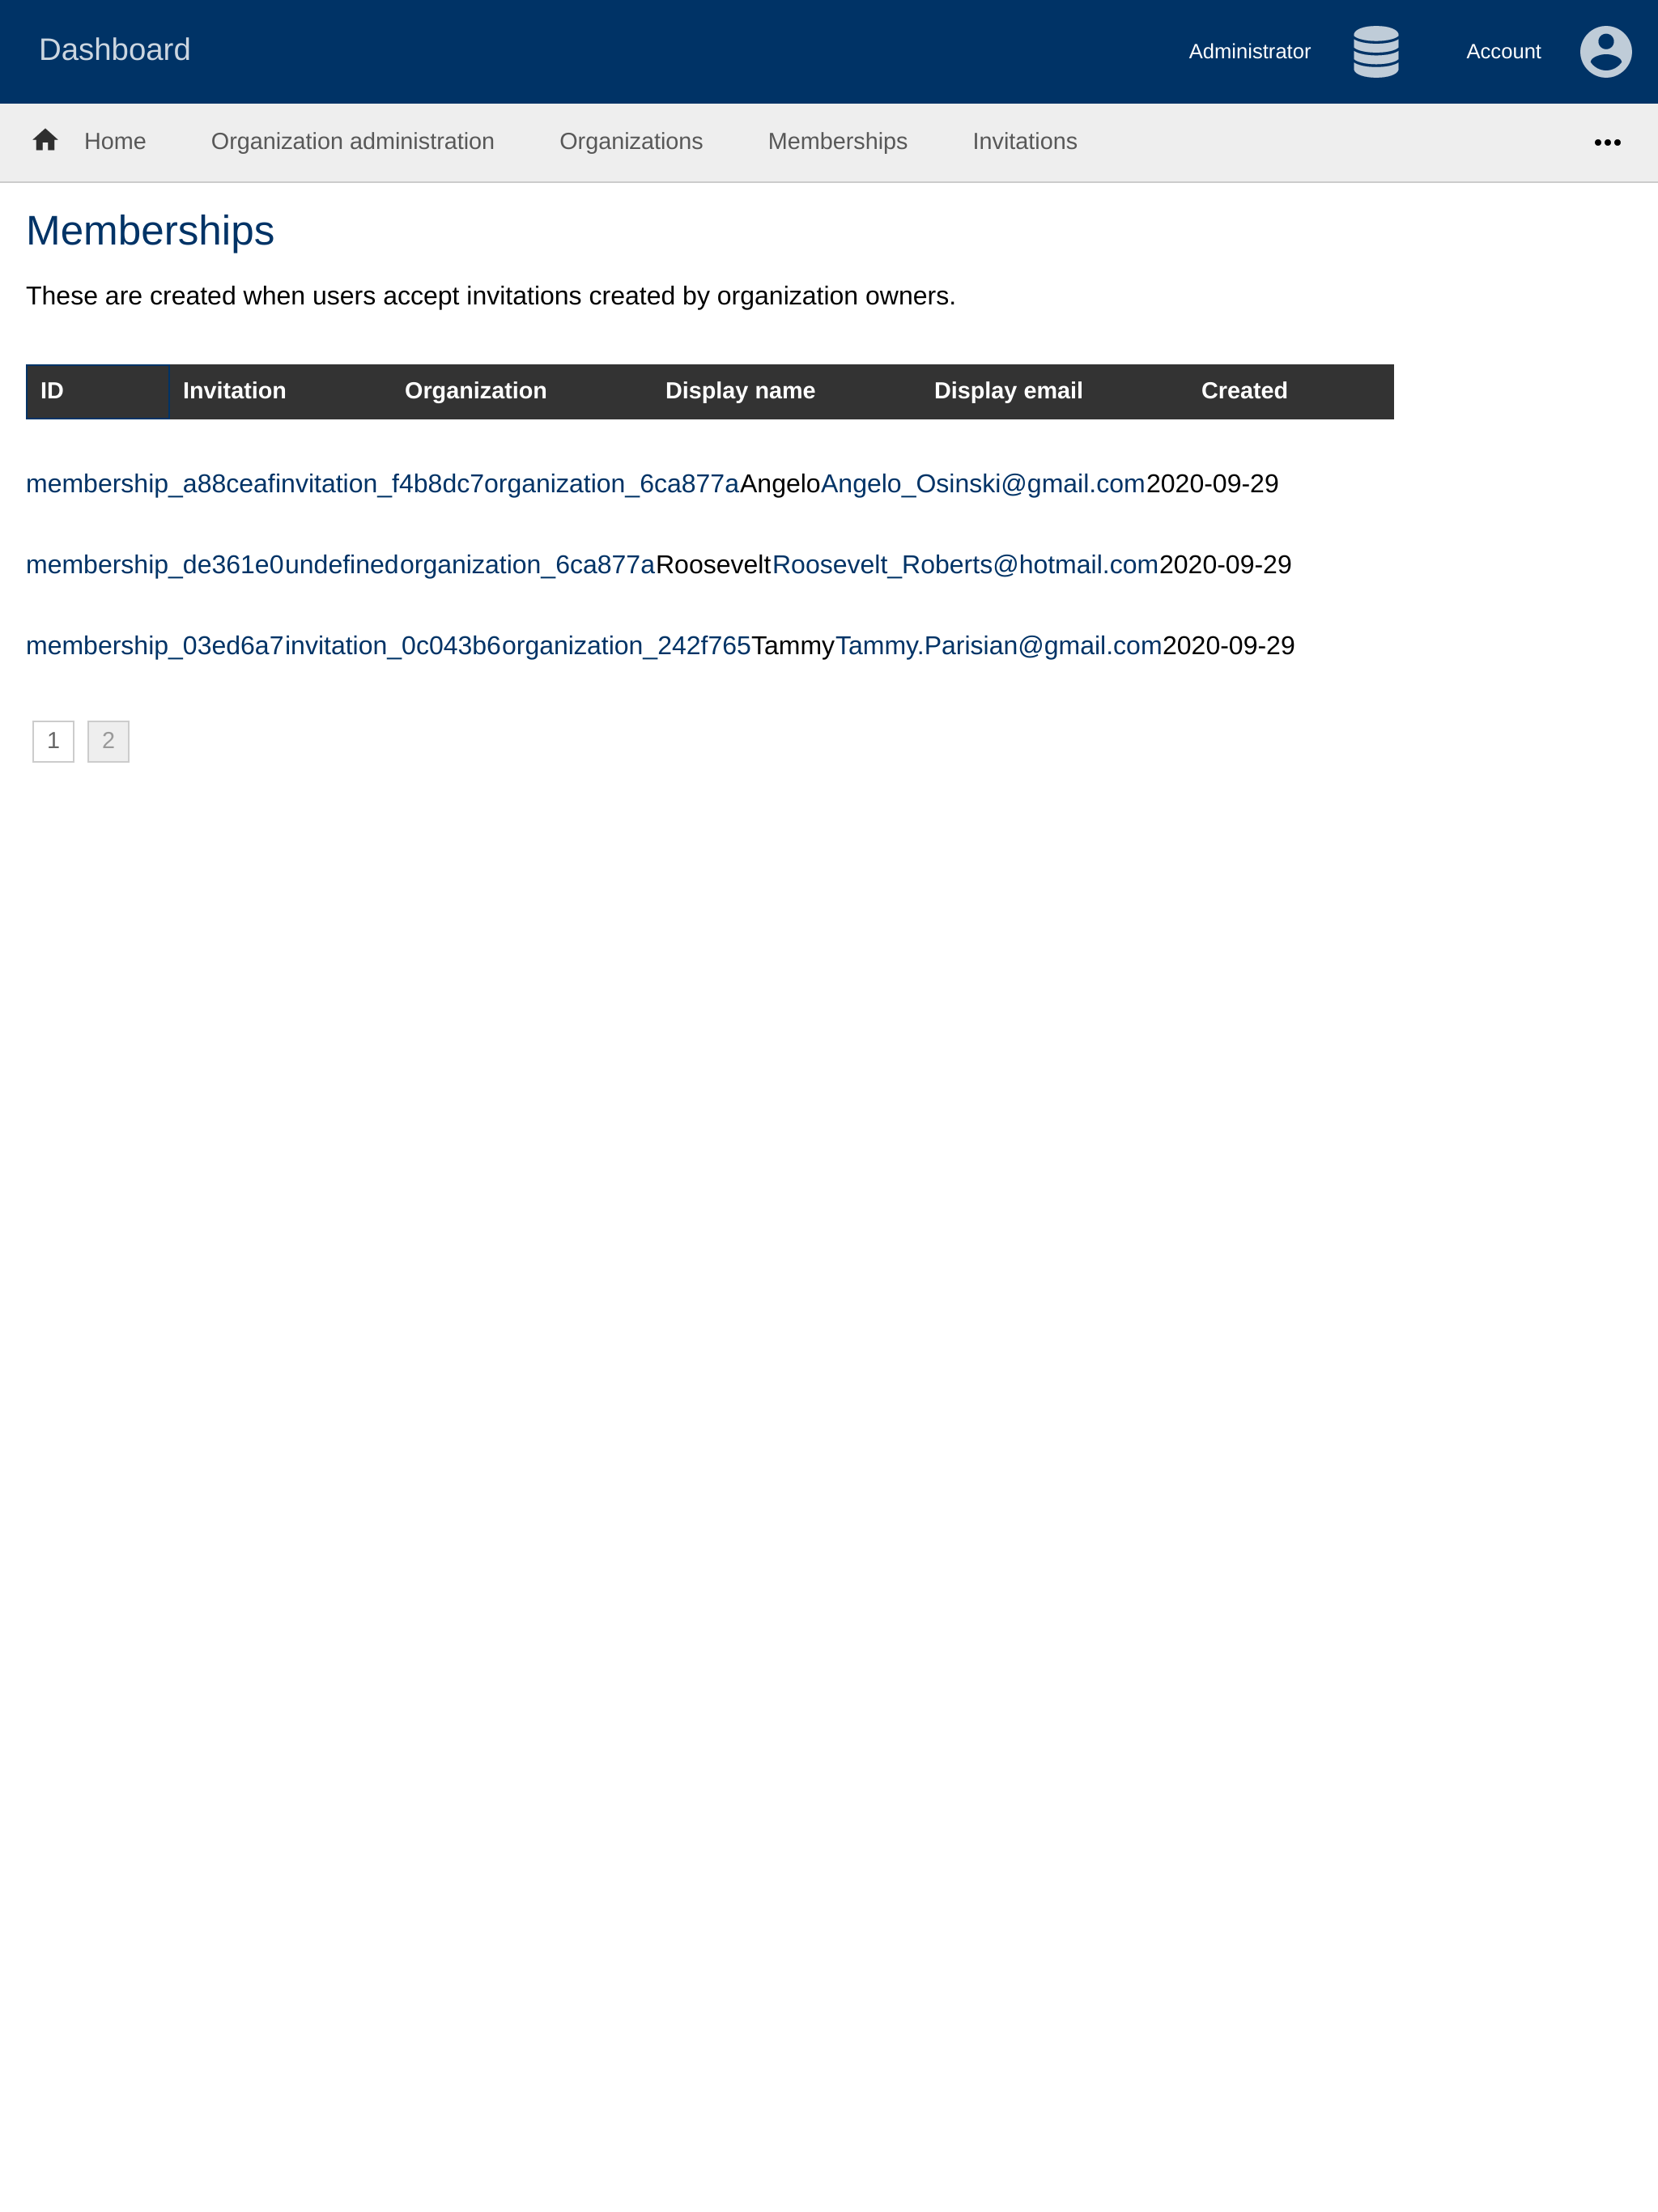 Dashboard Administrator Account
Home Organization administration Organizations Memberships Invitations •••
Memberships
These are created when users accept invitations created by organization owners.
ID Invitation Organization Display name Display email Created
membership_a88ceafinvitation_f4b8dc7organization_6ca877aAngeloAngelo_Osinski@gmail.com2020-09-29
membership_de361e0undefinedorganization_6ca877aRooseveltRoosevelt_Roberts@hotmail.com2020-09-29
membership_03ed6a7invitation_0c043b6organization_242f765TammyTammy.Parisian@gmail.com2020-09-29
1 2